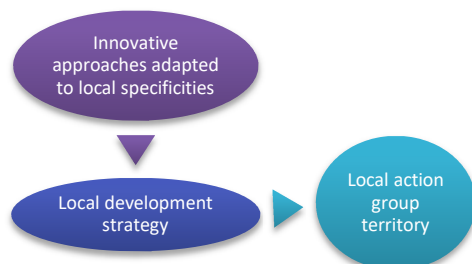 Innovative
approaches adapted
to local specificities
Local development
strategy
Local action
group
territory